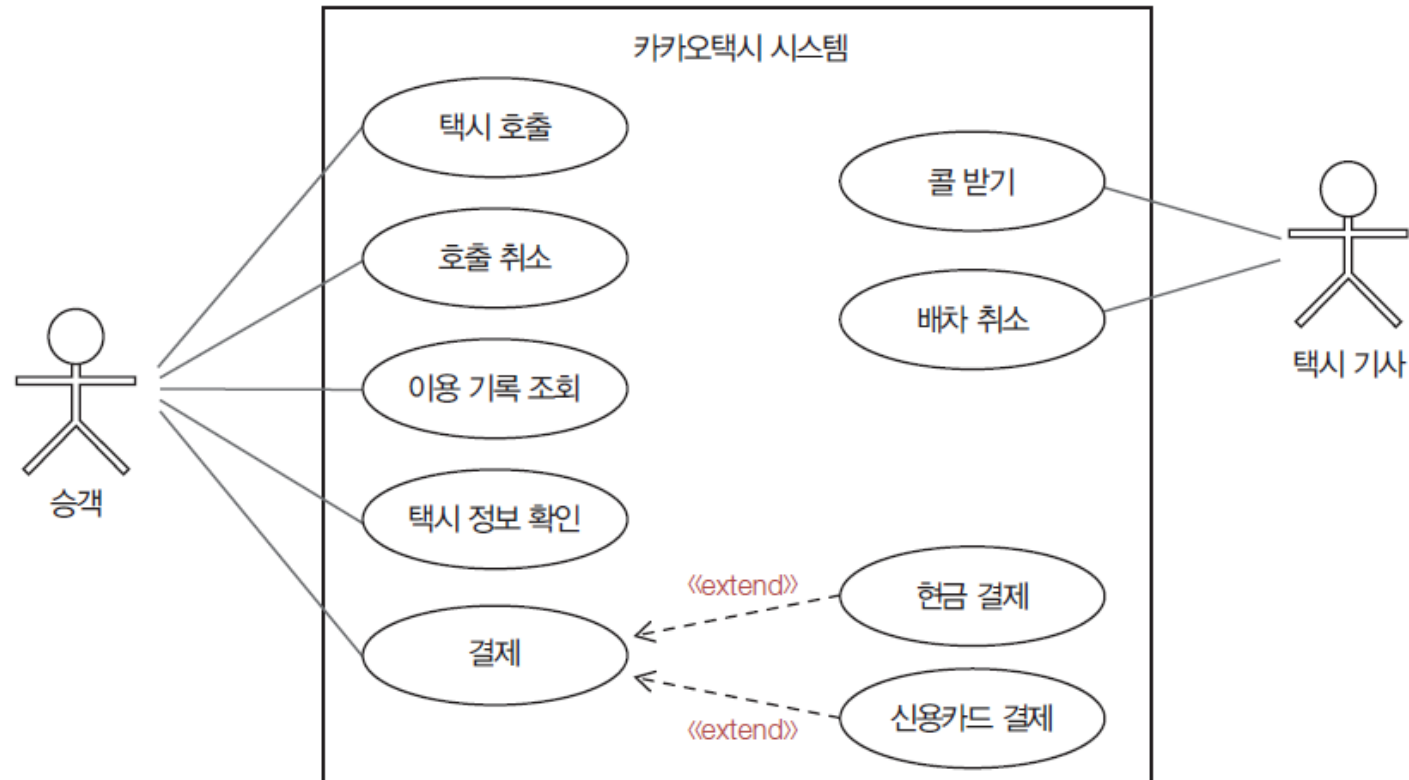 카카오택시 시스템
택시 호출
콜 받기
호출 취소
배차 취소
택시 기사
이용 기록 조회
승객
택시 정보 확인
《extend》
현금 결제
결제
신용카드 결제
《extend》